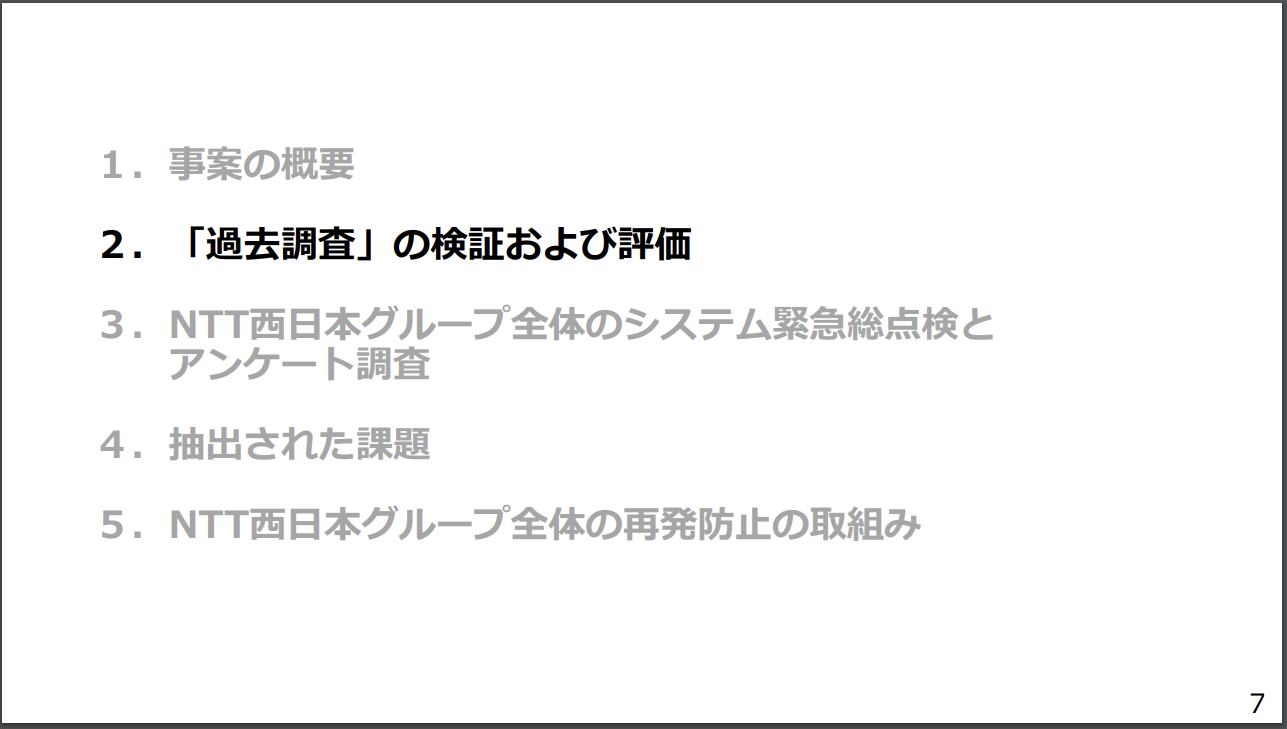 １．事案の概要
２．「過去調査」の検証および評価
３．NTT西日本グループ全体のシステム緊急総点検と
アンケート調査
４．抽出された課題
５．NTT西日本グループ全体の再発防止の取組み
7